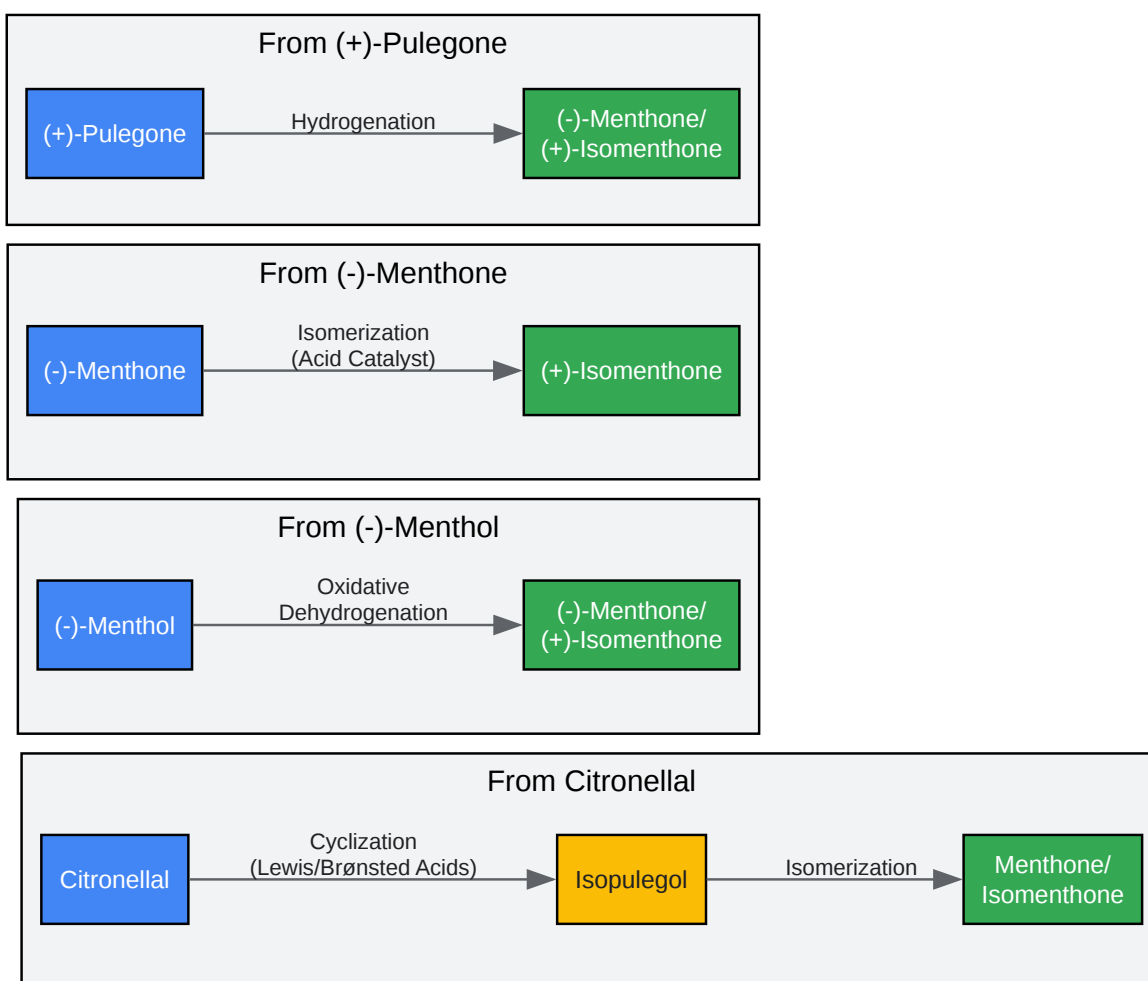 From (+)-Pulegone
(+)-Pulegone
Hydrogenation
(-)-Menthone/
(+)-Isomenthone
From (-)-Menthone
(-)-Menthone
Isomerization
(Acid Catalyst)
(+)-Isomenthone
From (-)-Menthol
(-)-Menthol
Oxidative
Dehydrogenation
(-)-Menthone/
(+)-Isomenthone
From Citronellal
Citronellal
Cyclization
(Lewis/Brønsted Acids)
Isopulegol
Isomerization
Menthone/
Isomenthone